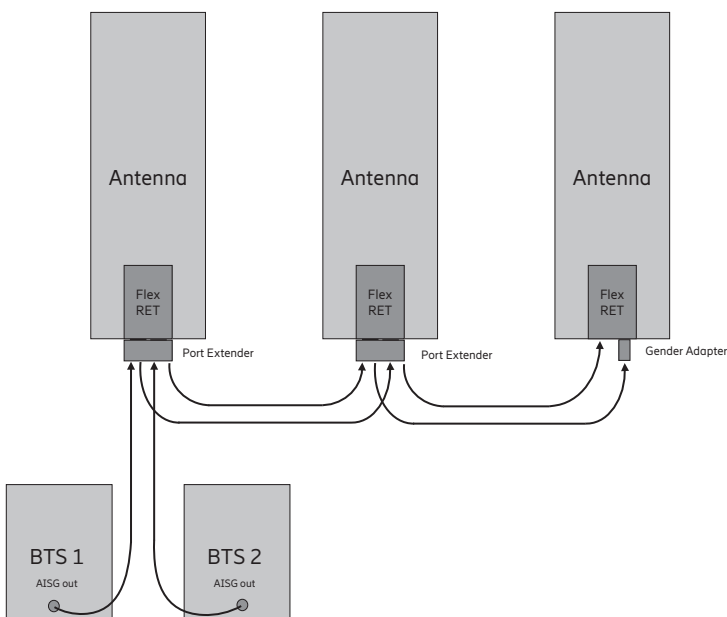 Antenna
Antenna
Antenna
Flex
RET
Flex
RET
Flex
RET
Port Extender
Port Extender
Gender Adapter
BTS 1
AISG out
BTS 2
AISG out